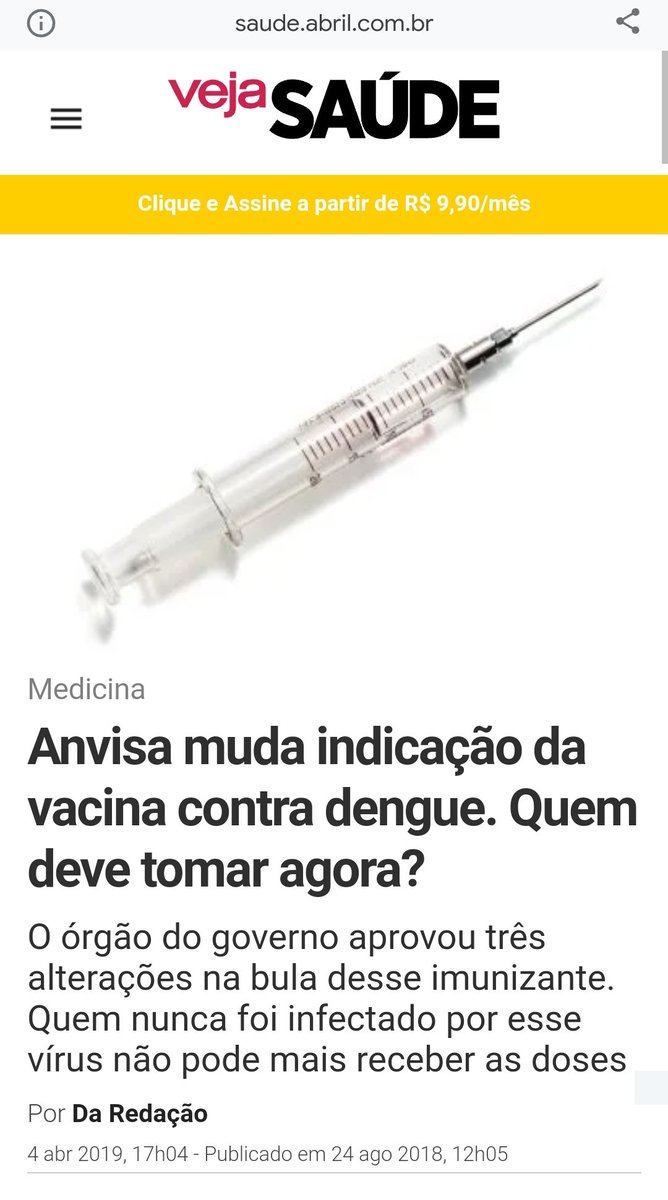 saude.abril.com.br
veja SAÚDE
Clique e Assine a partir de R$ 9,90/mês
Medicina
Anvisa muda indicação da
vacina contra dengue. Quem
deve tomar agora?
O órgão do governo aprovou três
alterações na bula desse imunizante.
Quem nunca foi infectado por esse
vírus não pode mais receber as doses
Por Da Redação
4 abr 2019, 17h04 - Publicado em 24 ago 2018, 12h05